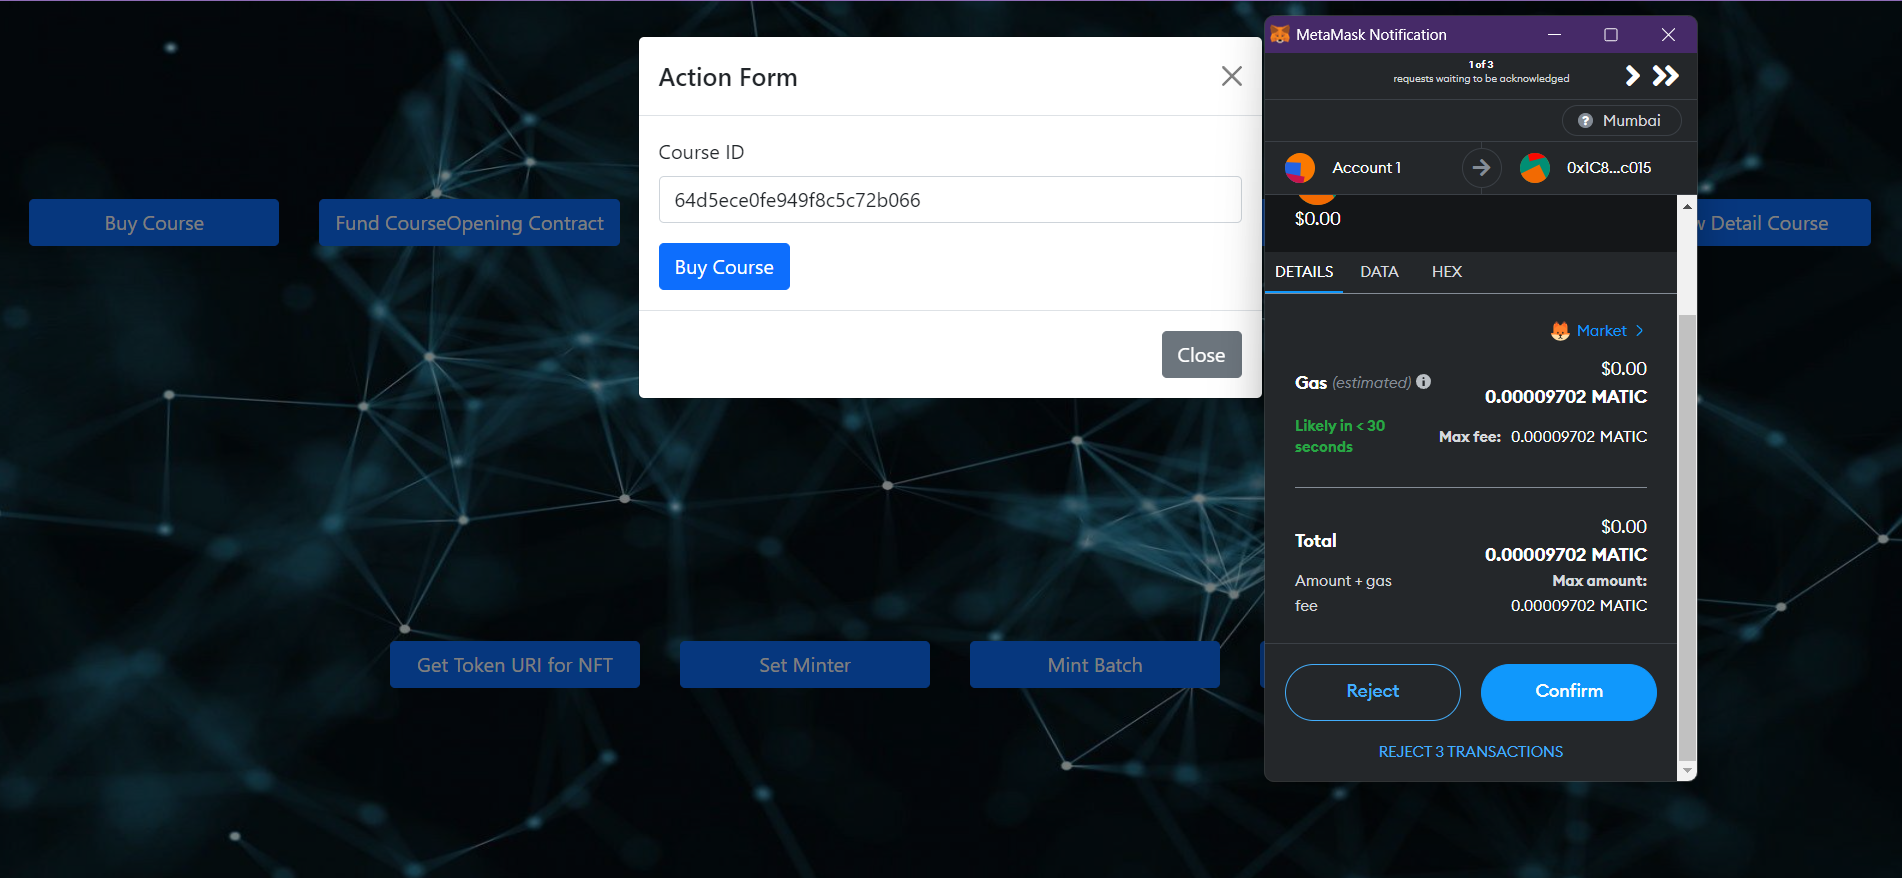 Action Form
Course ID
64d5ece0fe949f8c5c72b066
Buy Course
Close
Buy Course
Fund CourseOpening Contract
Detail Course
Get Token URI for NFT
Set Minter
Mint Batch
MetaMask Notification
1 of 3
requests waiting to be acknowledged
Mumbai
Account 1
0x1C8...c015
$0.00
DETAILS
DATA
HEX
Market
$0.00
Gas (estimated)
0.00009702 MATIC
Likely in < 30
seconds
Max fee: 0.00009702 MATIC
$0.00
Total
0.00009702 MATIC
Amount + gas
fee
Max amount:
0.00009702 MATIC
Reject
Confirm
REJECT 3 TRANSACTIONS